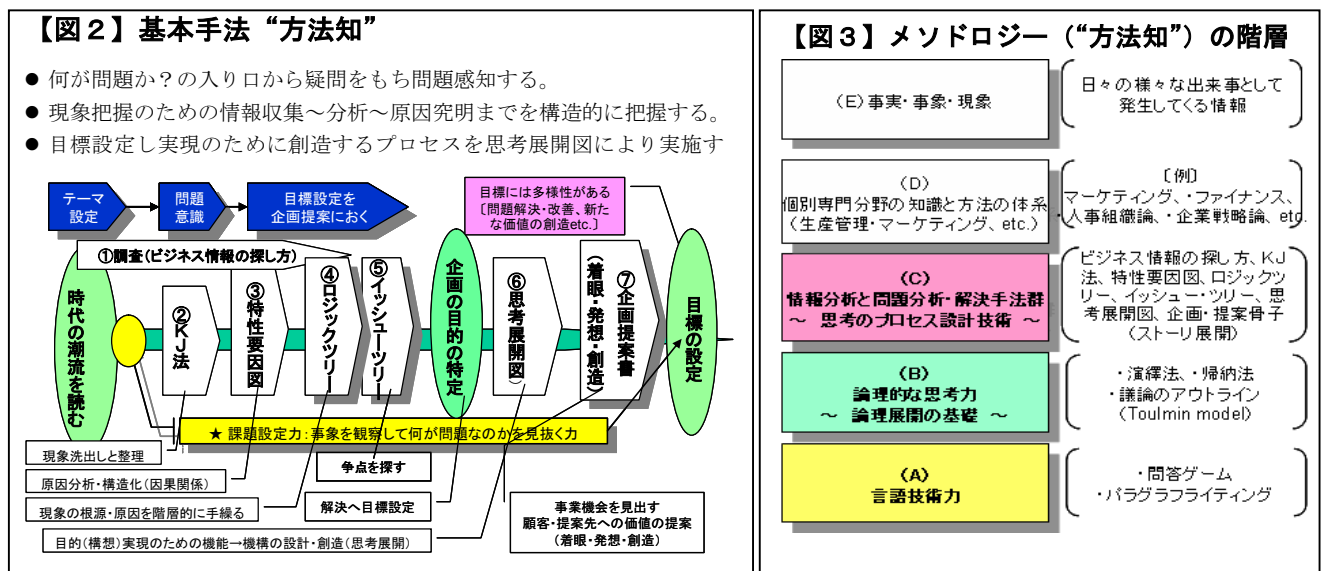 【図２】基本手法 “方法知”
● 何が問題か？の入り口から疑問をもち問題感知する。
● 現象把握のための情報収集～分析～原因究明までを構造的に把握する。
● 目標設定し実現のために創造するプロセスを思考展開図により実施す
テーマ
設定
問題
意識
目標設定を
企画提案におく
目標には多様性がある
〔問題解決・改善、新た
な価値の創造etc.〕
①調査(ビジネス情報の探し方)
時代の潮流を読む
②ＫＪ法
③特性要因図
④ロジックツリー
⑤イッシューツリー
企画の目的の特定
⑥思考展開図
⑦企画提案書
(着眼・発想・創造)
目標の設定
★ 課題設定力：事象を観察して何が問題なのかを見抜く力
現象洗出しと整理
原因分析・構造化(因果関係)
現象の根源・原因を階層的に手繰る
目的(構想)実現のための機能→機構の設計・創造(思考展開)
争点を探す
解決へ目標設定
事業機会を見出す
顧客・提案先への価値の提案
(着眼・発想・創造)
【図３】メソドロジー（“方法知”）の階層
（E）事実・事象・現象
日々の様々な出来事として
発生してくる情報
（D）
個別専門分野の知識と方法の体系
（生産管理・マーケティング、etc.）
〔例〕
マーケティング、・ファイナンス、
・人事組織論、・企業戦略論、etc.
（C）
情報分析と問題分析・解決手法群
～ 思考のプロセス設計技術 ～
ビジネス情報の探し方、KJ
法、特性要因図、ロジックツ
リー、イッシュー・ツリー、思
考展開図、企画・提案骨子
（ストーリ展開）
（B）
論理的な思考力
～ 論理展開の基礎 ～
・演繹法、・帰納法
・議論のアウトライン
（Toulmin model）
（A）
言語技術力
・問答ゲーム
・パラグラフライティング